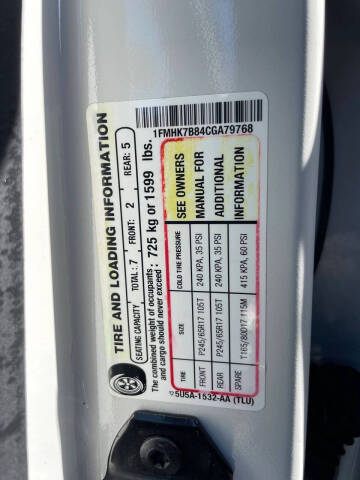 TIRE AND LOADING INFORMATION
SEATING CAPACITY TOTAL: 7 FRONT: 2 REAR: 5
The combined weight of occupants and cargo should never exceed: 725 kg or 1599 lbs.
TIRE SIZE COLD TIRE PRESSURE
FRONT P245/65R17 105T 240 KPA, 35 PSI
REAR P245/65R17 105T 240 KPA, 35 PSI
SPARE T165/80D17 115M 415 KPA, 60 PSI
SEE OWNERS
MANUAL FOR
ADDITIONAL
INFORMATION
1FMHK7B84CGA79768
5U5A-1532-AA (TLU)